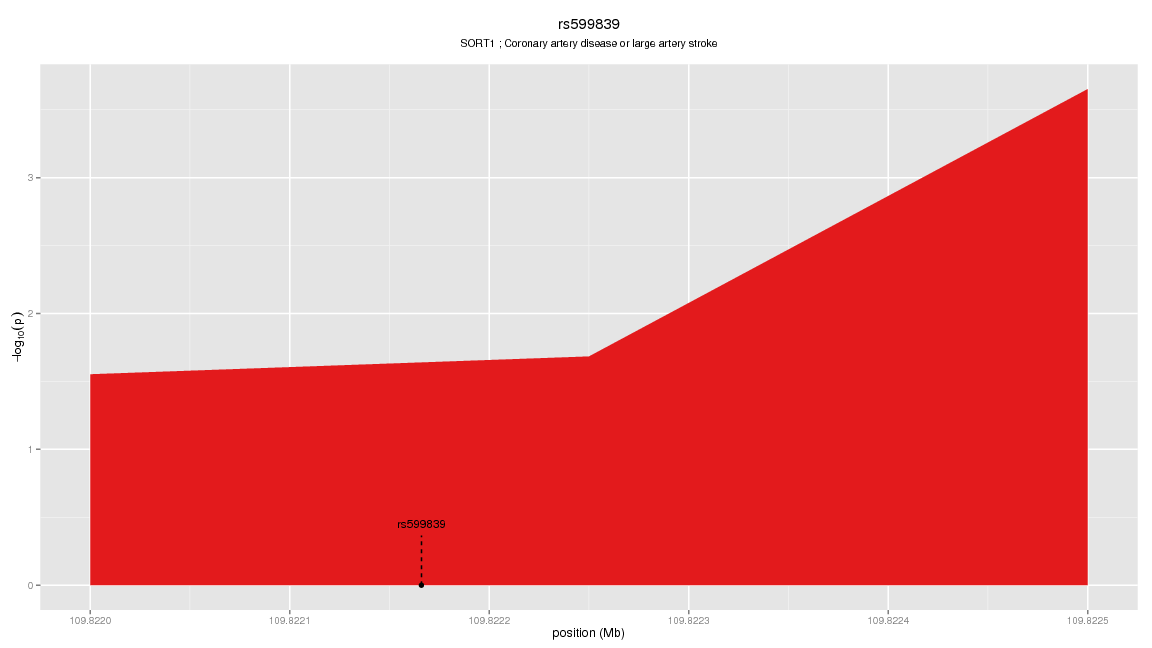 rs599839
SORT1 ; Coronary artery disease or large artery stroke
−log10(p)
3
2
1
0
rs599839
109.8220 109.8221 109.8222 109.8223 109.8224 109.8225
position (Mb)